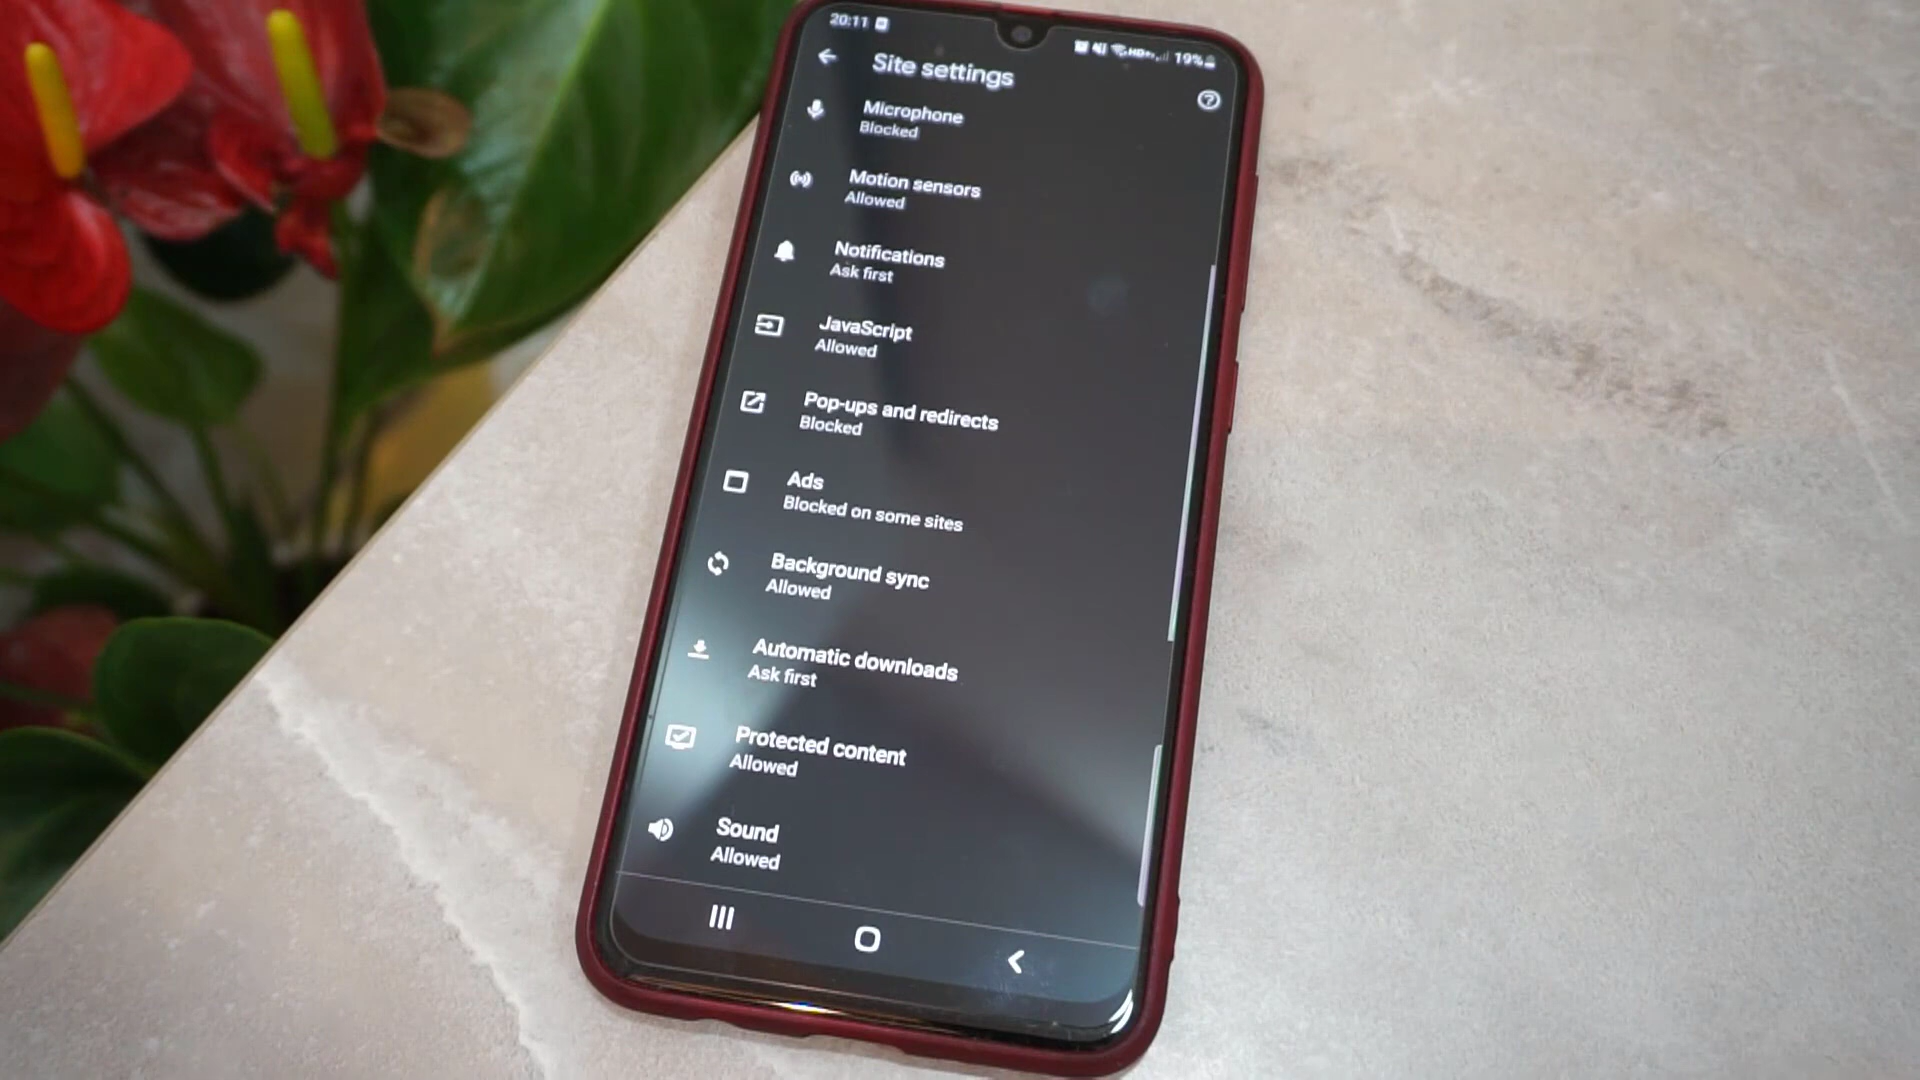 20:11
19%
Site settings
Microphone
Blocked
Motion sensors
Allowed
Notifications
Ask first
JavaScript
Allowed
Pop-ups and redirects
Blocked
Ads
Blocked on some sites
Background sync
Allowed
Automatic downloads
Ask first
Protected content
Allowed
Sound
Allowed